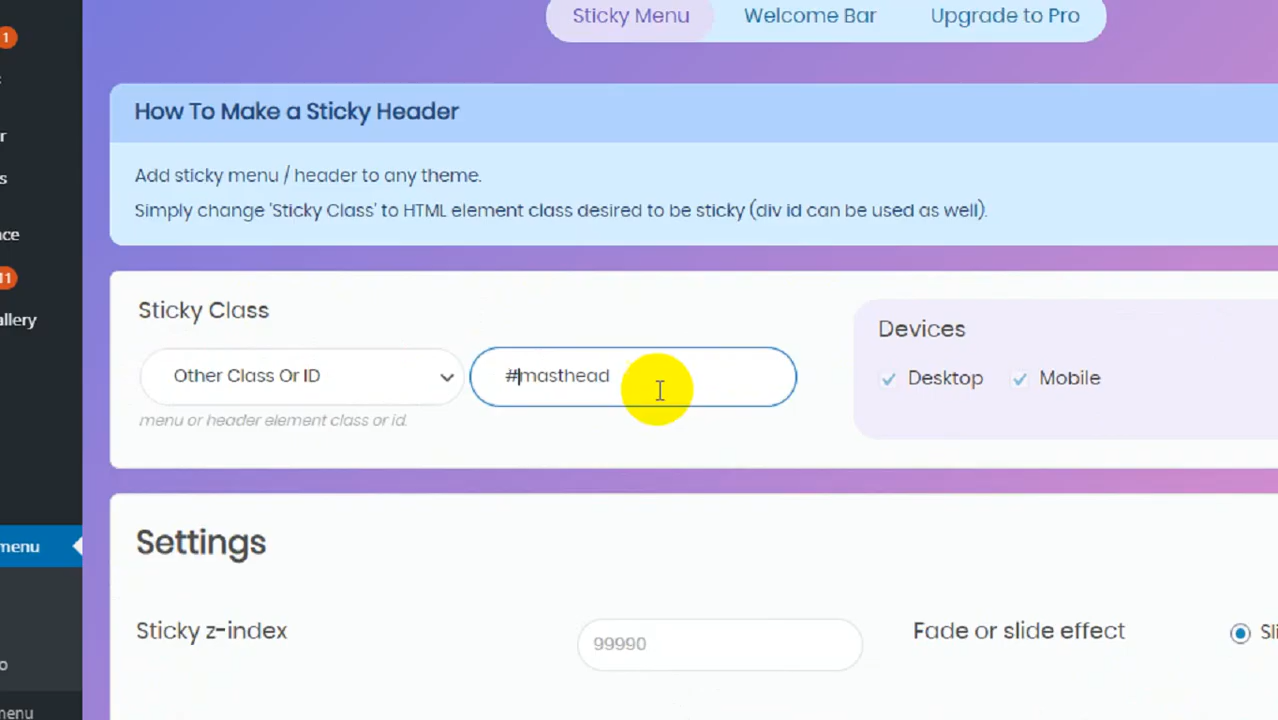 Sticky Menu
Welcome Bar
Upgrade to Pro
1
How To Make a Sticky Header
Add sticky menu / header to any theme.
Simply change 'Sticky Class' to HTML element class desired to be sticky (div id can be used as well).
Sticky Class
Other Class Or ID
#masthead
menu or header element class or id.
Devices
Desktop
Mobile
menu
Settings
Sticky z-index
99990
Fade or slide effect
menu